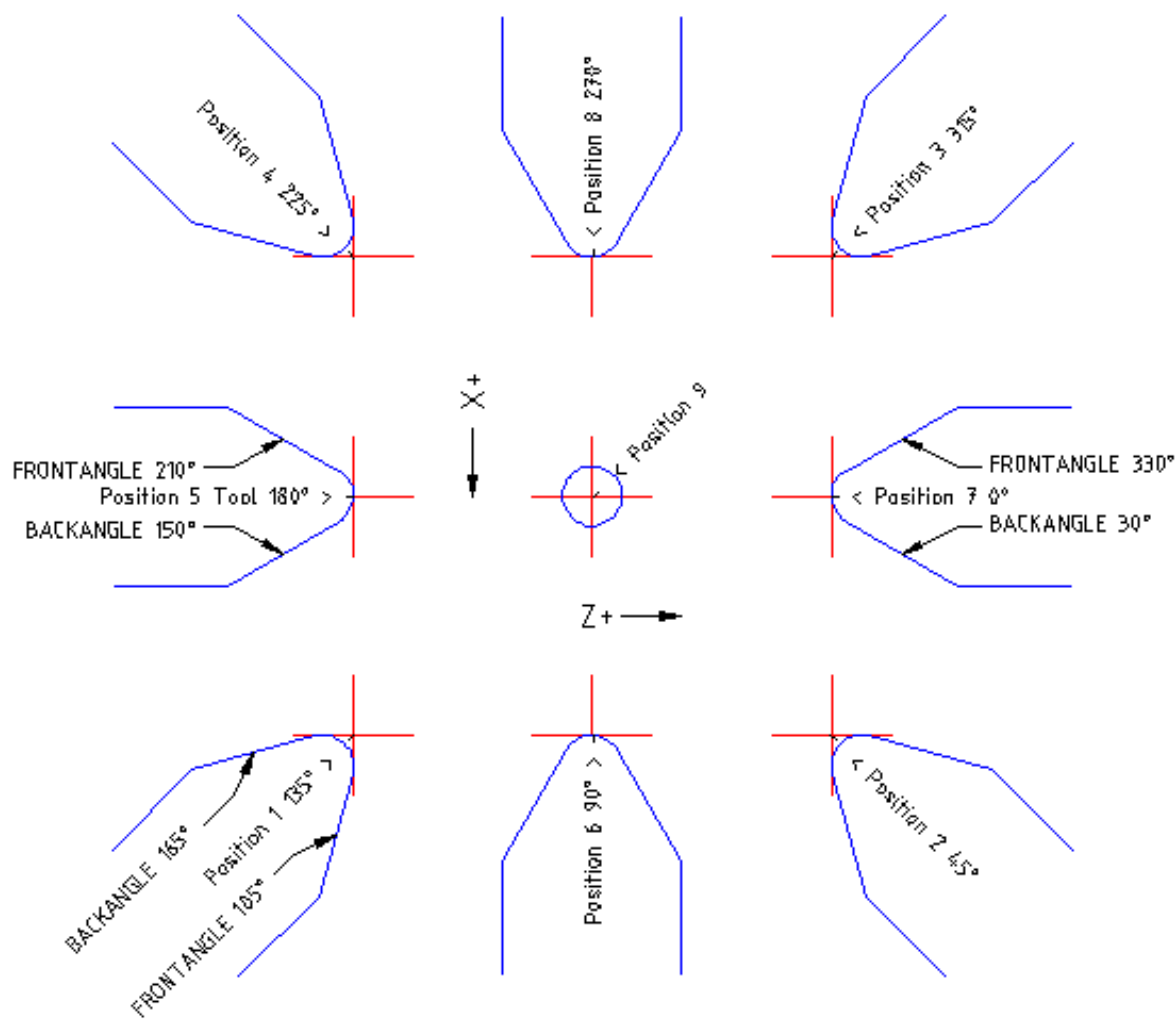 Position 4 225°
Position 8 270°
Position 3 315°
X+
Position 9
FRONTANGLE 210°
Position 5 Tool 180°
BACKANGLE 150°
FRONTANGLE 330°
Position 7 0°
BACKANGLE 30°
Z+
BACKANGLE 165°
Position 1 135°
FRONTANGLE 105°
Position 6 90°
Position 2 45°